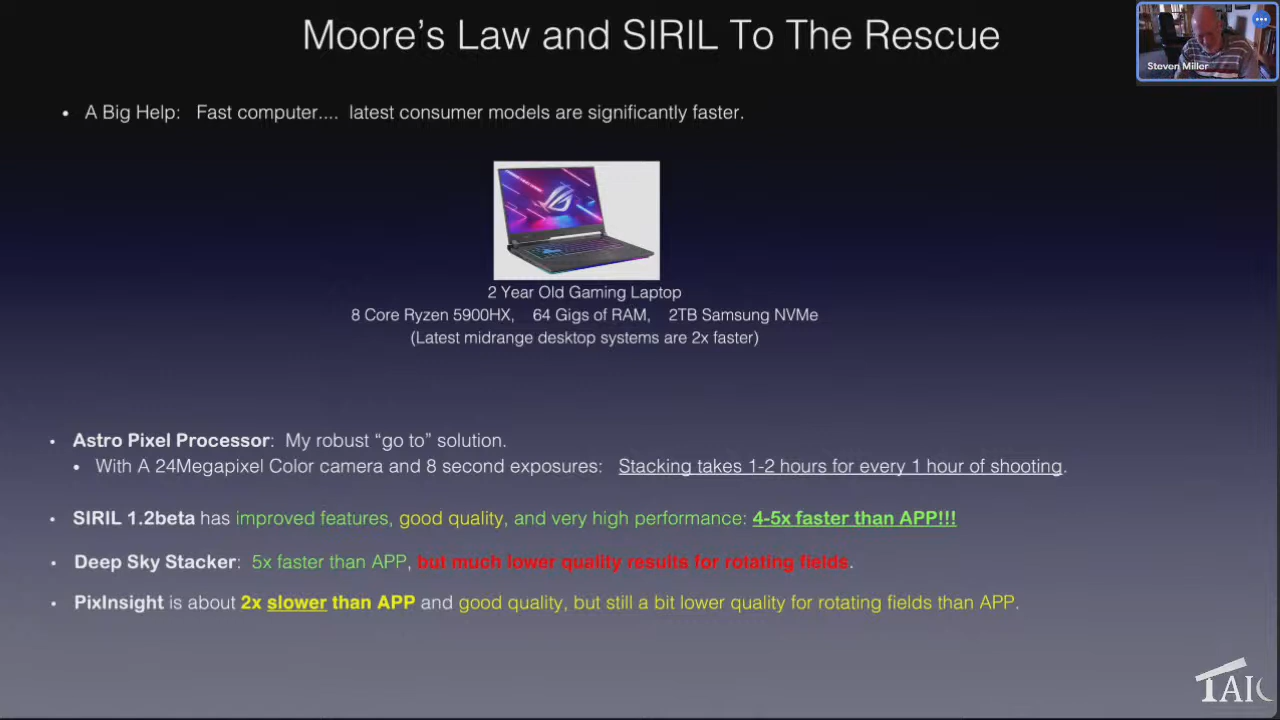 Moore's Law and SIRIL To The Rescue
Steven Miller
• A Big Help: Fast computer.... latest consumer models are significantly faster.
2 Year Old Gaming Laptop
8 Core Ryzen 5900HX, 64 Gigs of RAM, 2TB Samsung NVMe
(Latest midrange desktop systems are 2x faster)
• Astro Pixel Processor: My robust “go to” solution.
• With A 24Megapixel Color camera and 8 second exposures: Stacking takes 1-2 hours for every 1 hour of shooting.
• SIRIL 1.2beta has improved features, good quality, and very high performance: 4-5x faster than APP!!!
• Deep Sky Stacker: 5x faster than APP, but much lower quality results for rotating fields.
• PixInsight is about 2x slower than APP and good quality, but still a bit lower quality for rotating fields than APP.
TAIC